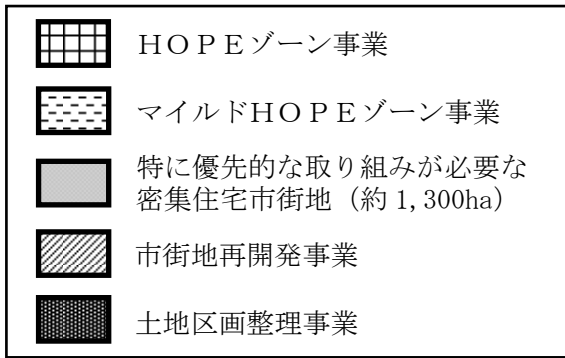 ＨＯＰＥゾーン事業
マイルドＨＯＰＥゾーン事業
特に優先的な取り組みが必要な
密集住宅市街地（約1,300ha）
市街地再開発事業
土地区画整理事業